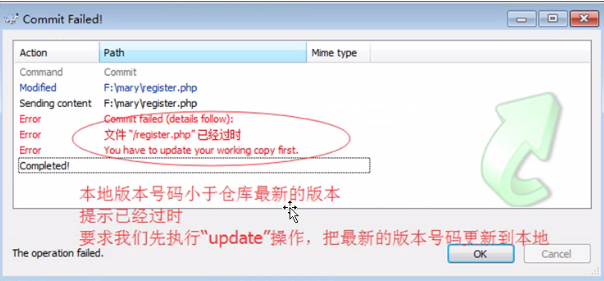 Commit Failed!
Action Path Mime type
Command Commit
Modified F:\mary\register.php
Sending content F:\mary\register.php
Error Commit failed (details follow):
Error 文件 “/register.php” 已经过时
Error You have to update your working copy first.
Completed!
本地版本号码小于仓库最新的版本
提示已经过时
要求我们先执行“update”操作，把最新的版本号码更新到本地
The operation failed.
OK Cancel